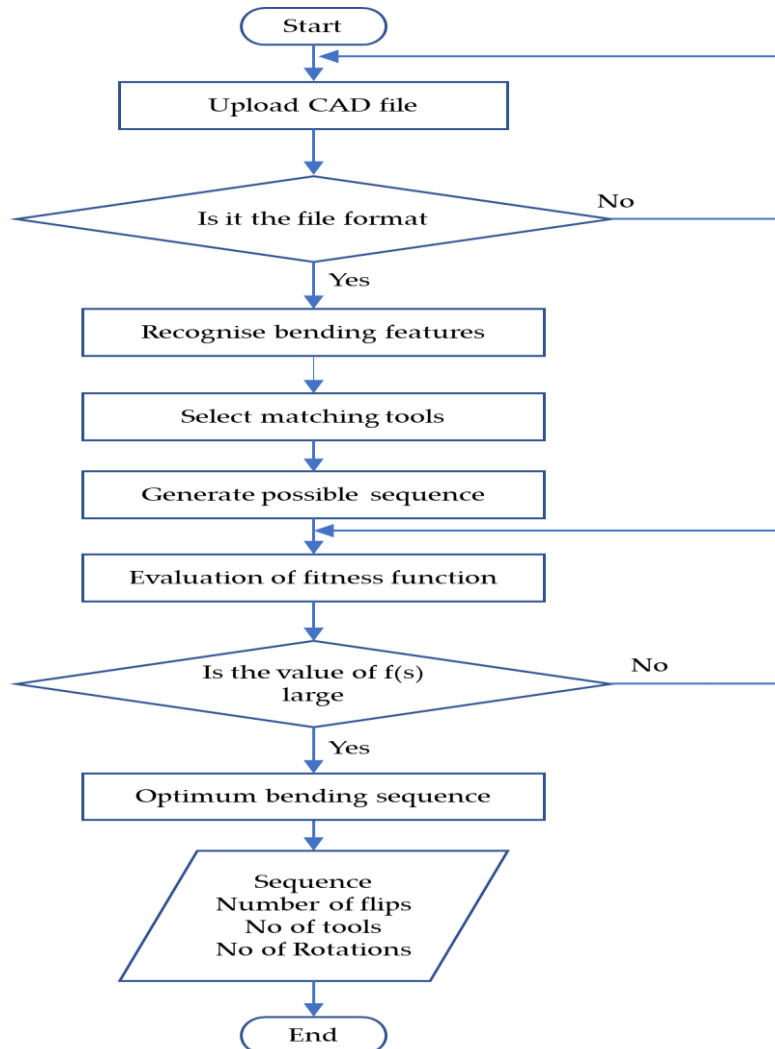 Start
Upload CAD file
Is it the file format
No
Yes
Recognise bending features
Select matching tools
Generate possible sequence
Evaluation of fitness function
Is the value of f(s)
large
No
Yes
Optimum bending sequence
Sequence
Number of flips
No of tools
No of Rotations
End